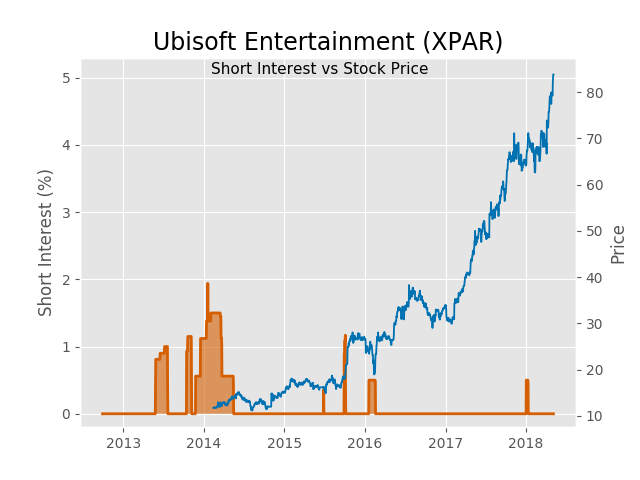 Ubisoft Entertainment (XPAR)
Short Interest vs Stock Price
Short Interest (%)
5
4
3
2
1
0
80
70
60
50
40
30
20
10
Price
2013 2014 2015 2016 2017 2018